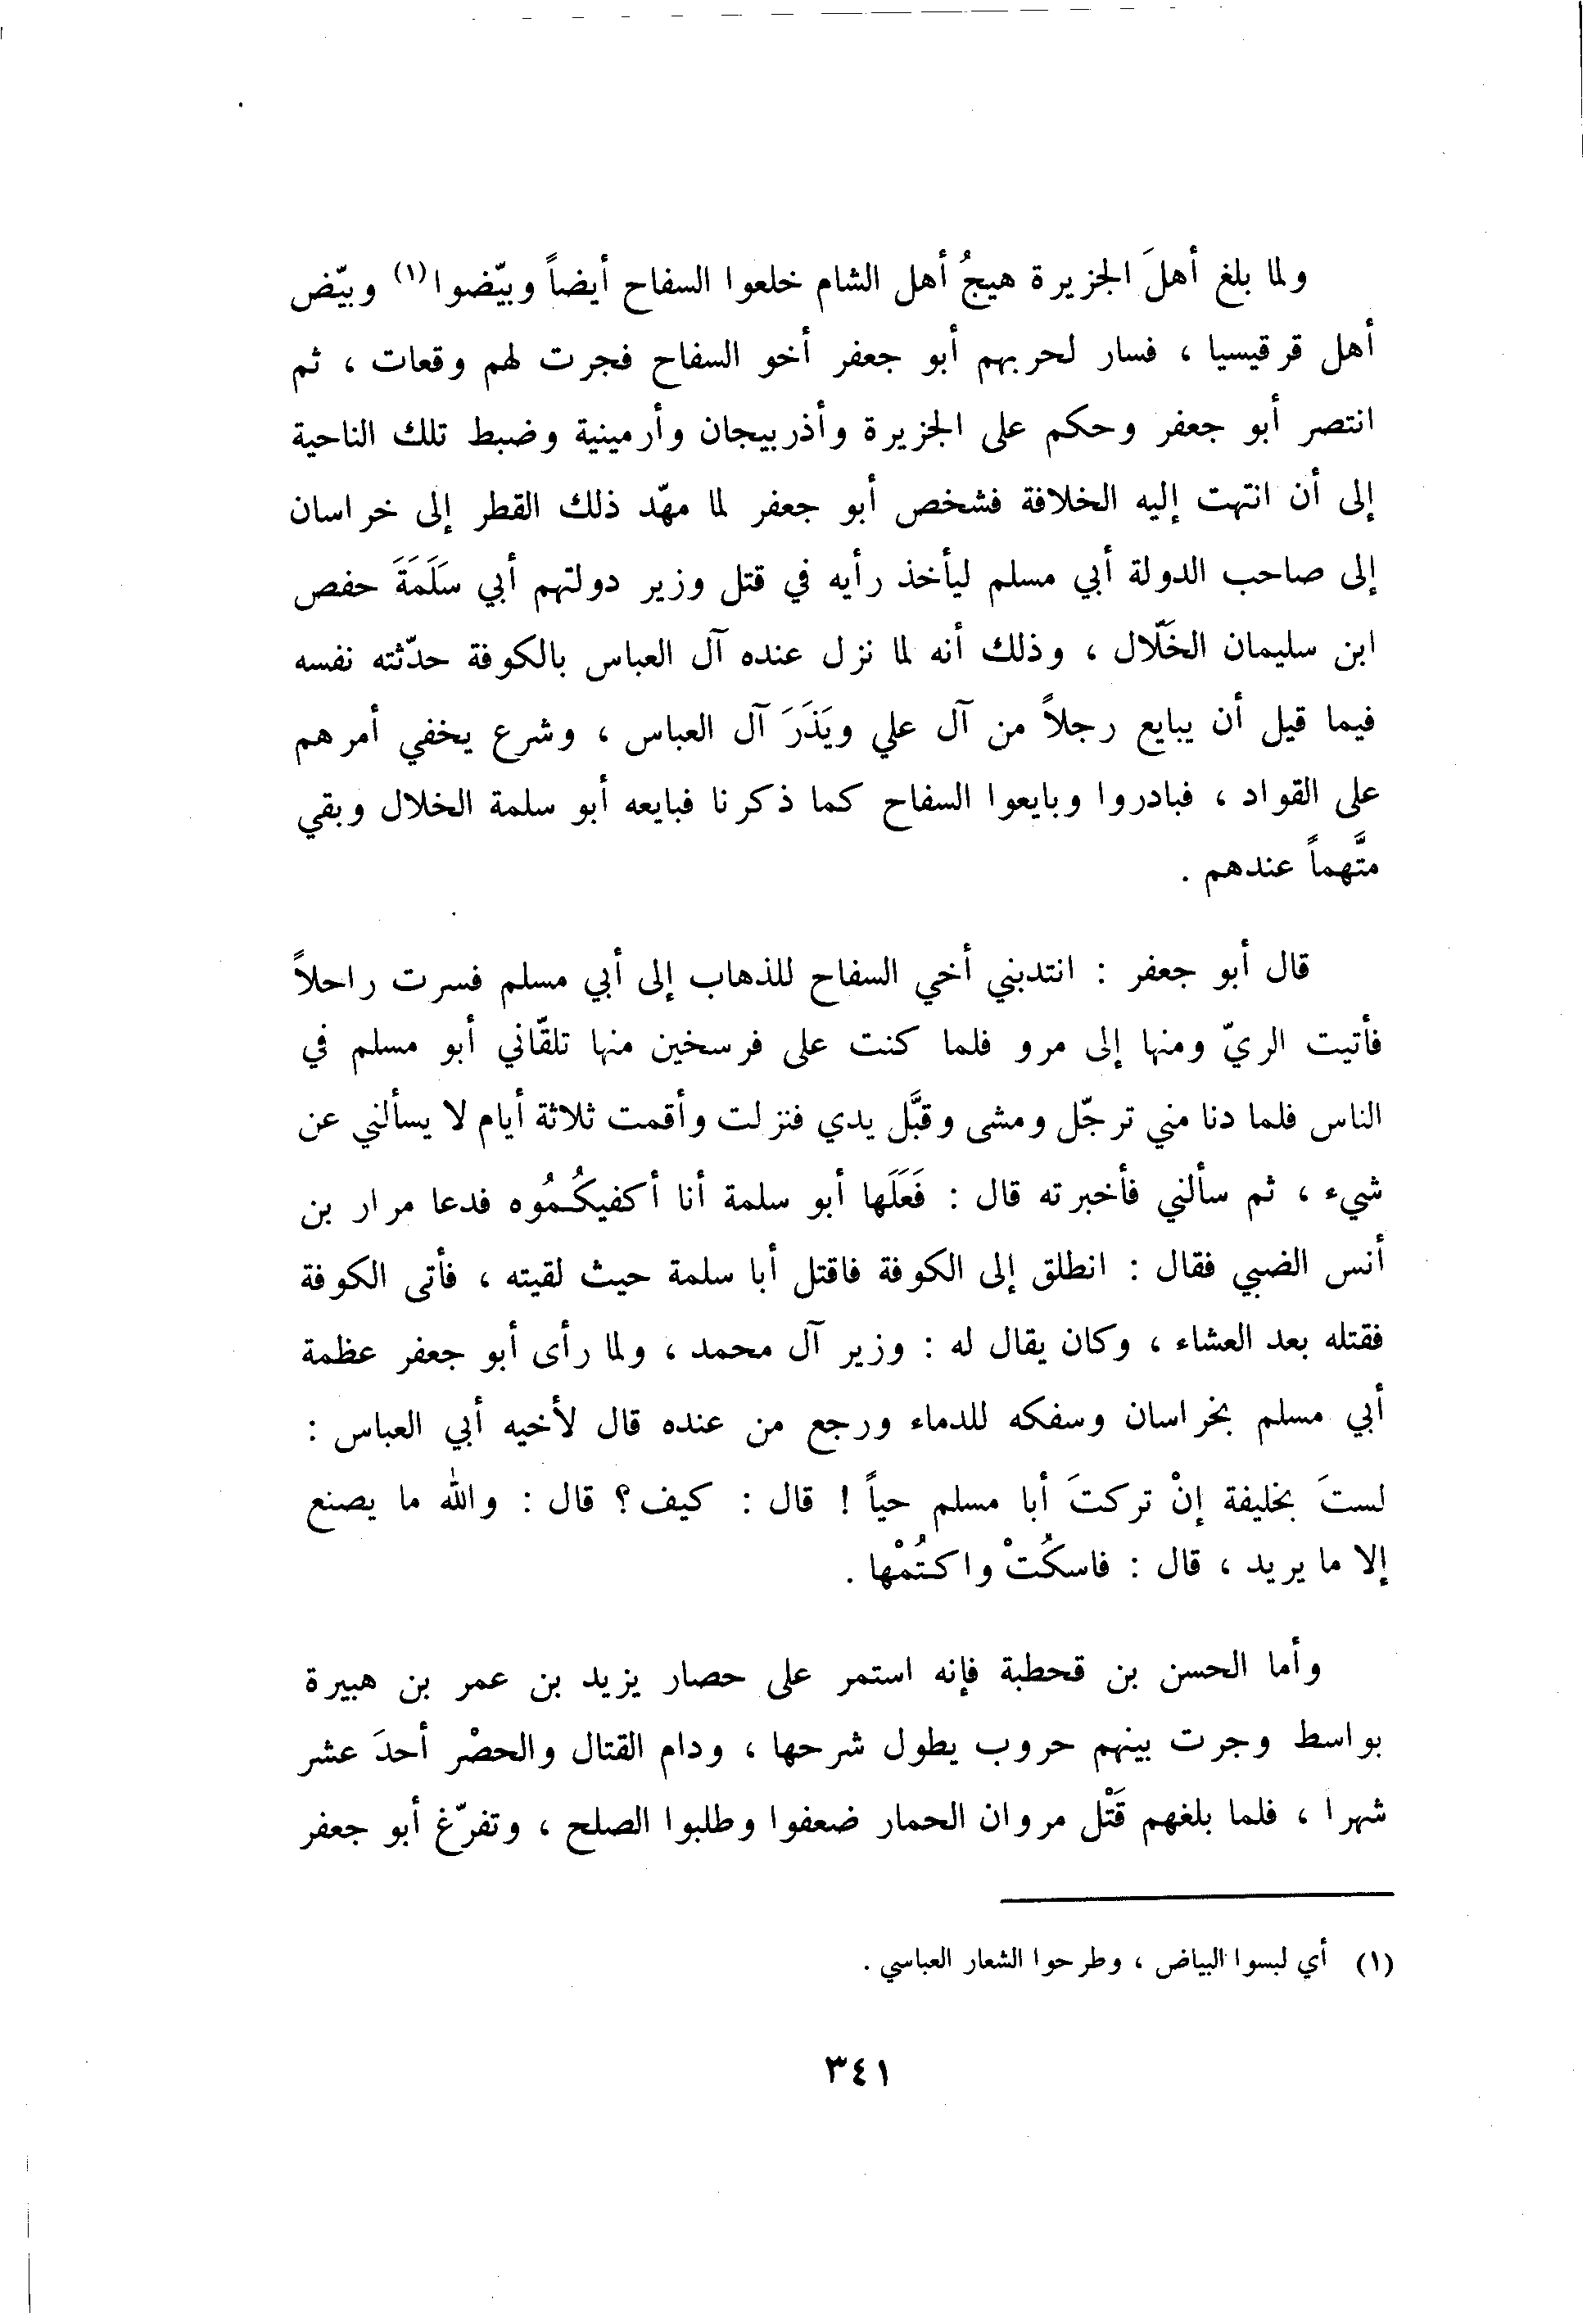 ولما بلغ أهلَ الجزيرة هيجُ أهل الشام خلعوا السفاح أيضاً وبيّضوا(١) وبيّض
أهل قرقيسيا ، فسار لحربهم أبو جعفر أخو السفاح فجرت لهم وقعات ، ثم
انتصر أبو جعفر وحكم على الجزيرة وأذربيجان وأرمينية وضبط تلك الناحية
إلى أن انتهت إليه الخلافة فشخص أبو جعفر لما مهّد ذلك القطر إلى خراسان
إلى صاحب الدولة أبي مسلم ليأخذ رأيه في قتل وزير دولتهم أبي سَلَمَةَ حفص
ابن سليمان الخَلّال ، وذلك أنه لما نزل عنده آل العباس بالكوفة حدّثته نفسه
فيما قيل أن يبايع رجلاً من آل علي ويَذَرَ آل العباس ، وشرع يخفي أمرهم
على القواد ، فبادروا وبايعوا السفاح كما ذكرنا فبايعه أبو سلمة الخلال وبقي
متَّهماً عندهم .
قال أبو جعفر : انتدبني أخي السفاح للذهاب إلى أبي مسلم فسرت راحلاً
فأتيت الريّ ومنها إلى مرو فلما كنت على فرسخين منها تلقّاني أبو مسلم في
الناس فلما دنا مني ترجّل ومشى وقبَّل يدي فنزلت وأقمت ثلاثة أيام لا يسألني عن
شيء ، ثم سألني فأخبرته قال : فَعَلَها أبو سلمة أنا أكفيكُمُوه فدعا مرار بن
أنس الضبي فقال : انطلق إلى الكوفة فاقتل أبا سلمة حيث لقيته ، فأتى الكوفة
فقتله بعد العشاء ، وكان يقال له : وزير آل محمد ، ولما رأى أبو جعفر عظمة
أبي مسلم بخراسان وسفكه للدماء ورجع من عنده قال لأخيه أبي العباس :
لستَ بخليفة إنْ تركتَ أبا مسلم حياً ! قال : كيف ؟ قال : والله ما يصنع
إلا ما يريد ، قال : فاسكُتْ واكتُمْها .
وأما الحسن بن قحطبة فإنه استمر على حصار يزيد بن عمر بن هبيرة
بواسط وجرت بينهم حروب يطول شرحها ، ودام القتال والحصْر أحدَ عشر
شهرا ، فلما بلغهم قَتْل مروان الحمار ضعفوا وطلبوا الصلح ، وتفرّغ أبو جعفر
(١) أي لبسوا البياض ، وطرحوا الشعار العباسي .
٣٤١